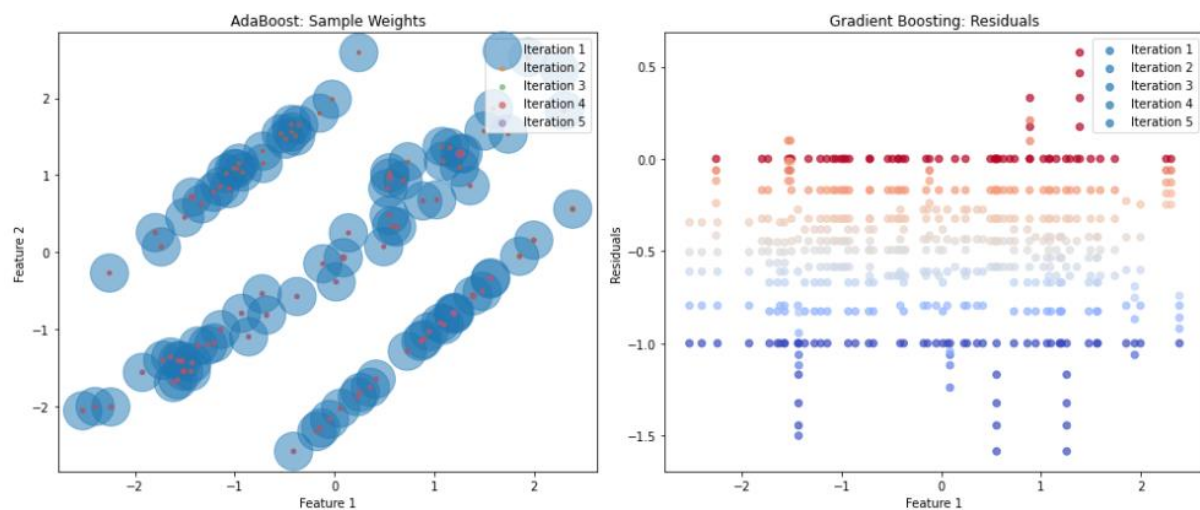 AdaBoost: Sample Weights
Iteration 1
Iteration 2
Iteration 3
Iteration 4
Iteration 5
2
1
0
−1
−2
Feature 2
−2
−1
0
1
2
Feature 1
Gradient Boosting: Residuals
Iteration 1
Iteration 2
Iteration 3
Iteration 4
Iteration 5
0.5
0.0
−0.5
−1.0
−1.5
Residuals
−2
−1
0
1
2
Feature 1